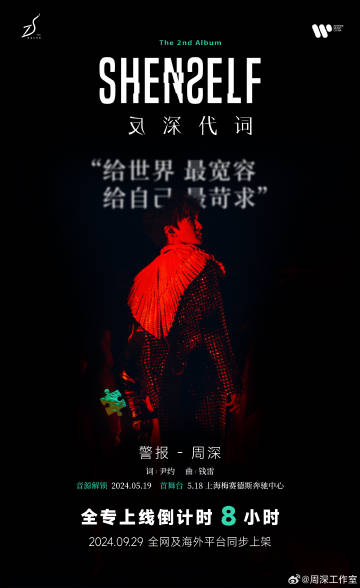 The 2nd Album
SHENSELF
反深代词
“给世界 最宽容
给自己 最苛求”
警报 - 周深
词：尹约 曲：钱雷
音源解锁 2024.05.19 首舞台 5.18 上海梅赛德斯奔驰中心
全专上线倒计时 8 小时
2024.09.29 全网及海外平台同步上架
@周深工作室